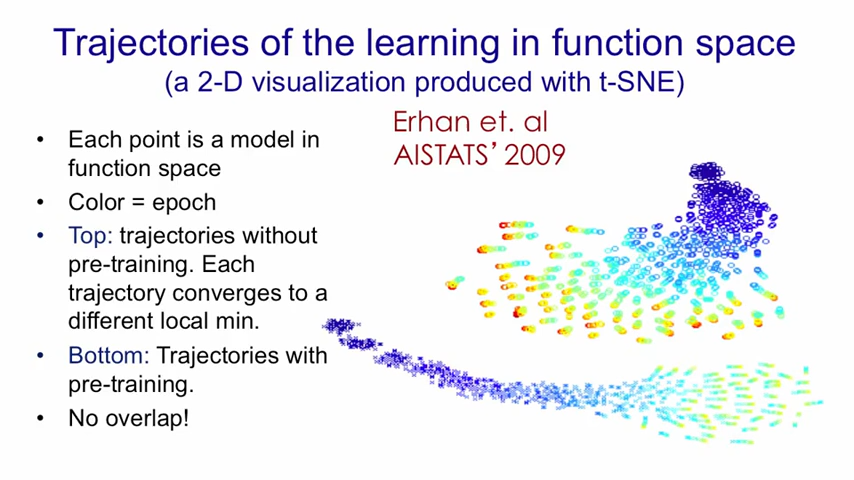 Trajectories of the learning in function space
(a 2-D visualization produced with t-SNE)
Erhan et. al
AISTATS’ 2009
• Each point is a model in
function space
• Color = epoch
• Top: trajectories without
pre-training. Each
trajectory converges to a
different local min.
• Bottom: Trajectories with
pre-training.
• No overlap!